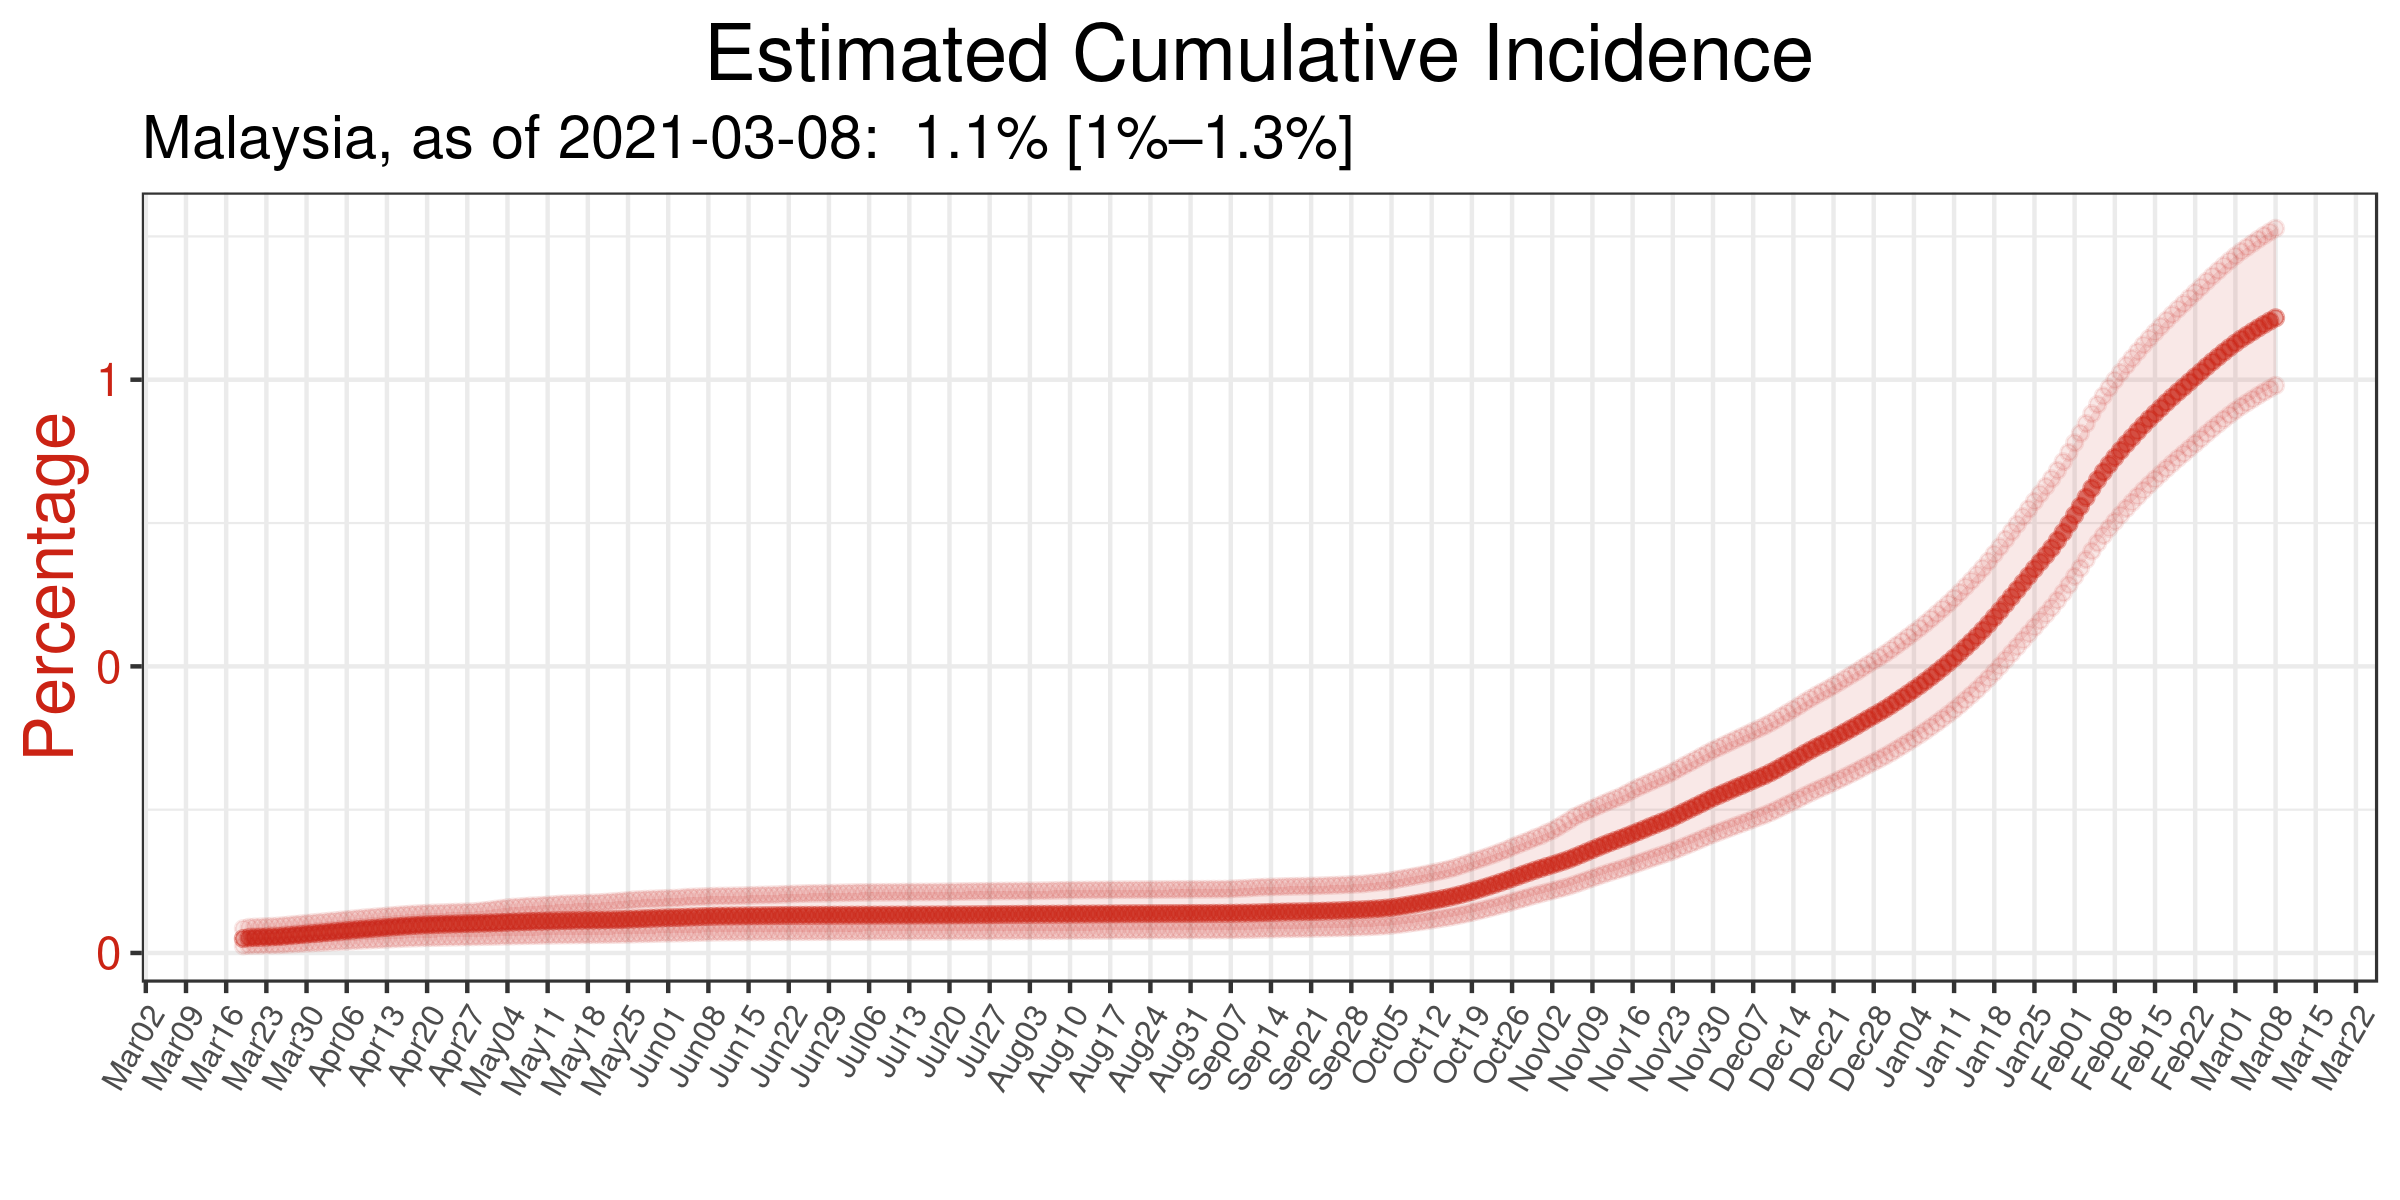 Estimated Cumulative Incidence
Malaysia, as of 2021-03-08:  1.1% [1%–1.3%]
Percentage
1
0
0
Mar02
Mar09
Mar16
Mar23
Mar30
Apr06
Apr13
Apr20
Apr27
May04
May11
May18
May25
Jun01
Jun08
Jun15
Jun22
Jun29
Jul06
Jul13
Jul20
Jul27
Aug03
Aug10
Aug17
Aug24
Aug31
Sep07
Sep14
Sep21
Sep28
Oct05
Oct12
Oct19
Oct26
Nov02
Nov09
Nov16
Nov23
Nov30
Dec07
Dec14
Dec21
Dec28
Jan04
Jan11
Jan18
Jan25
Feb01
Feb08
Feb15
Feb22
Mar01
Mar08
Mar15
Mar22